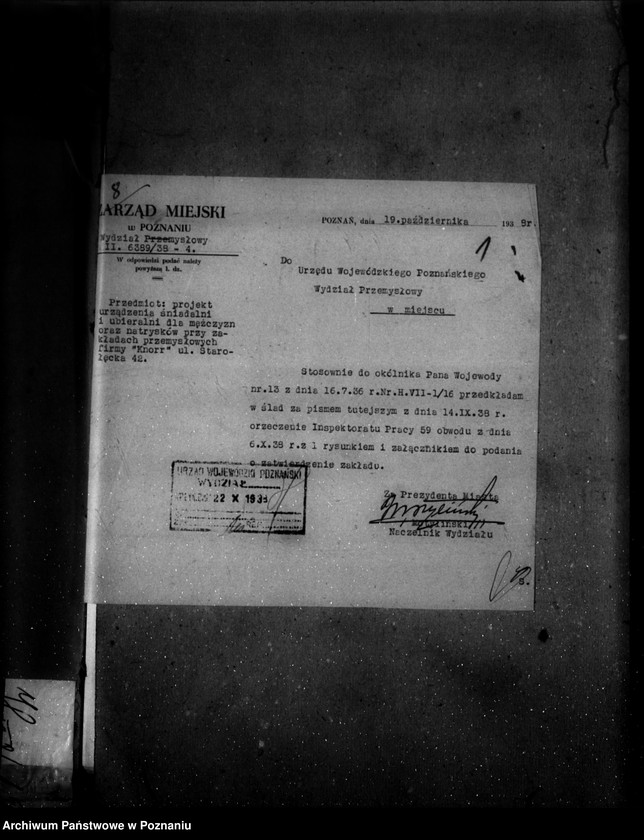 8
ZARZĄD MIEJSKI
w POZNANIU
Wydział Przemysłowy
II. 6359/38 - 4.
W odpowiedzi podać należy
powyższą l. dz.
POZNAŃ, dnia 19.października 1938r.
1
Do
Urzędu Wojewódzkiego Poznańskiego
Wydział Przemysłowy
w miejscu
Przedmiot: projekt
urządzenia śniadalni
i ubieralni dla mężczyzn
oraz natrysków przy za-
kładach przemysłowych
firmy "Knorr" ul. Staro-
łęcka 42.
Stosownie do okólnika Pana Wojewody
nr.13 z dnia 16.7.36 r.Nr.H.VII-1/16 przedkładam
w ślad za pismem tutejszym z dnia 14.IX.38 r.
orzeczenie Inspektoratu Pracy 59 obwodu z dnia
6.X.38 r.z 1 rysunkiem i załącznikiem do podania
o zatwierdzenie zakładu.
URZĄD WOJEWÓDZKI POZNAŃSKI
WYDZIAŁ
22 X 1938
Za Prezydenta Miasta
Naczelnik Wydziału
s.
Archiwum Państwowe w Poznaniu